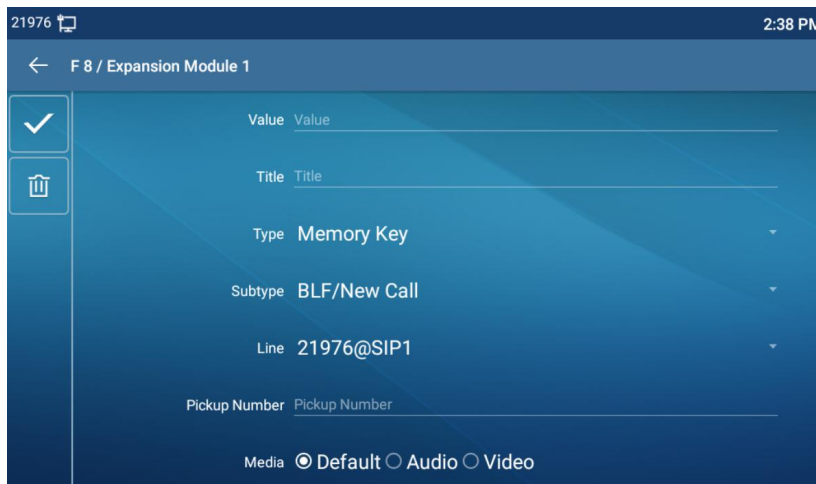 21976 2:38 PM
F 8 / Expansion Module 1
Value Value
Title Title
Type Memory Key
Subtype BLF/New Call
Line 21976@SIP1
Pickup Number Pickup Number
Media Default Audio Video